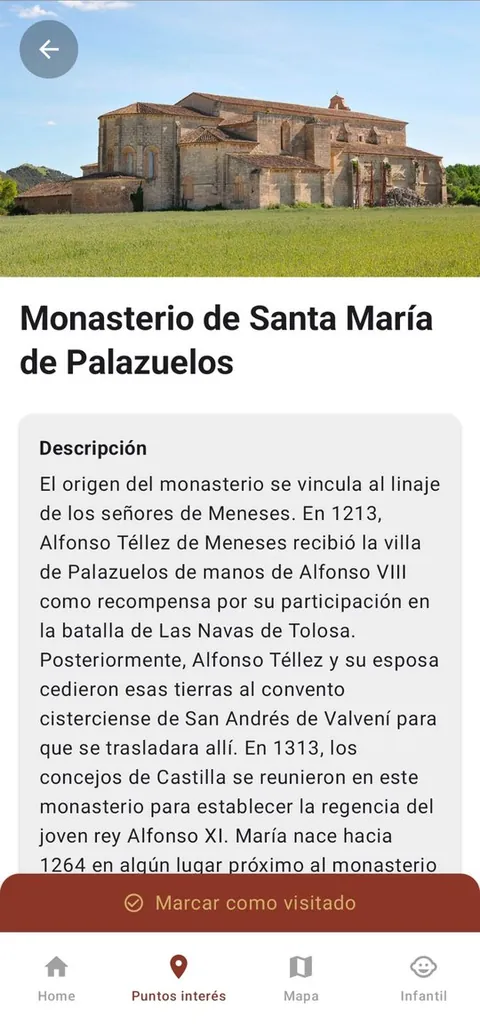 Monasterio de Santa María
de Palazuelos
Descripción
El origen del monasterio se vincula al linaje
de los señores de Meneses. En 1213,
Alfonso Téllez de Meneses recibió la villa
de Palazuelos de manos de Alfonso VIII
como recompensa por su participación en
la batalla de Las Navas de Tolosa.
Posteriormente, Alfonso Téllez y su esposa
cedieron esas tierras al convento
cisterciense de San Andrés de Valvení para
que se trasladara allí. En 1313, los
concejos de Castilla se reunieron en este
monasterio para establecer la regencia del
joven rey Alfonso XI. María nace hacia
1264 en algún lugar próximo al monasterio
Marcar como visitado
Home
Puntos interés
Mapa
Infantil